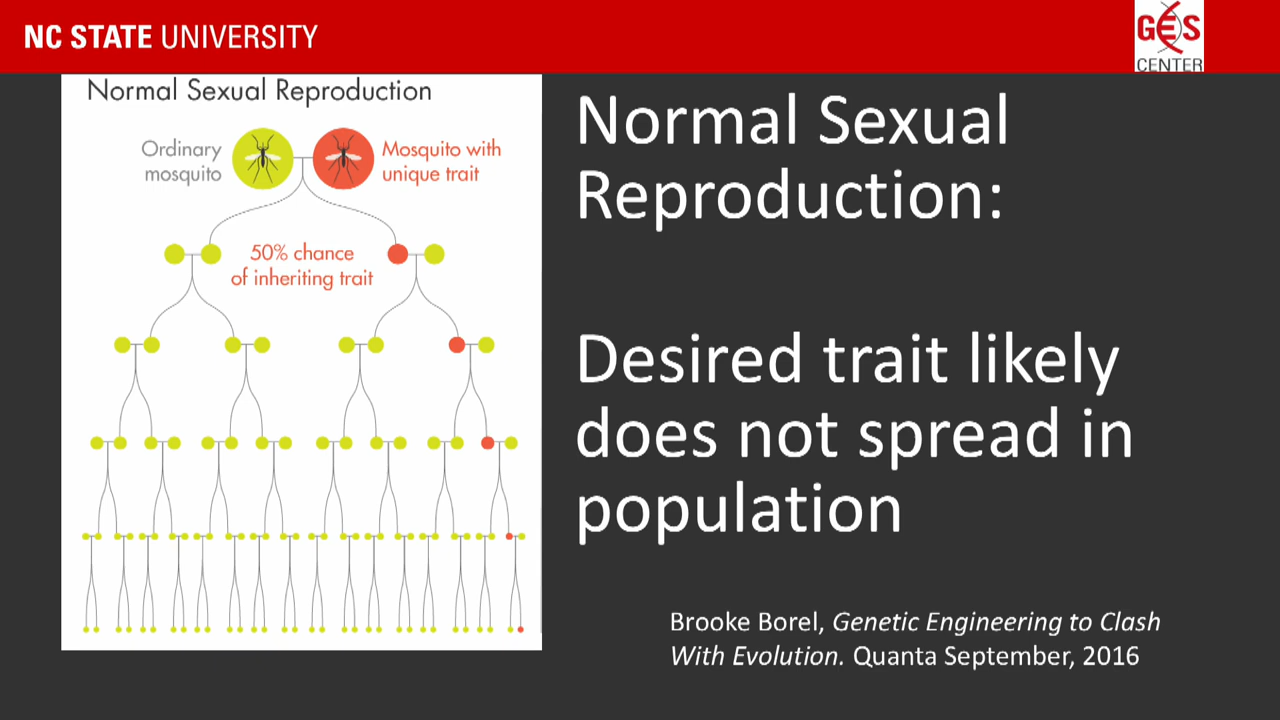 NC STATE UNIVERSITY
GES
CENTER
Normal Sexual Reproduction
Ordinary
mosquito
Mosquito with
unique trait
50% chance
of inheriting trait
Normal Sexual
Reproduction:
Desired trait likely
does not spread in
population
Brooke Borel, Genetic Engineering to Clash
With Evolution. Quanta September, 2016